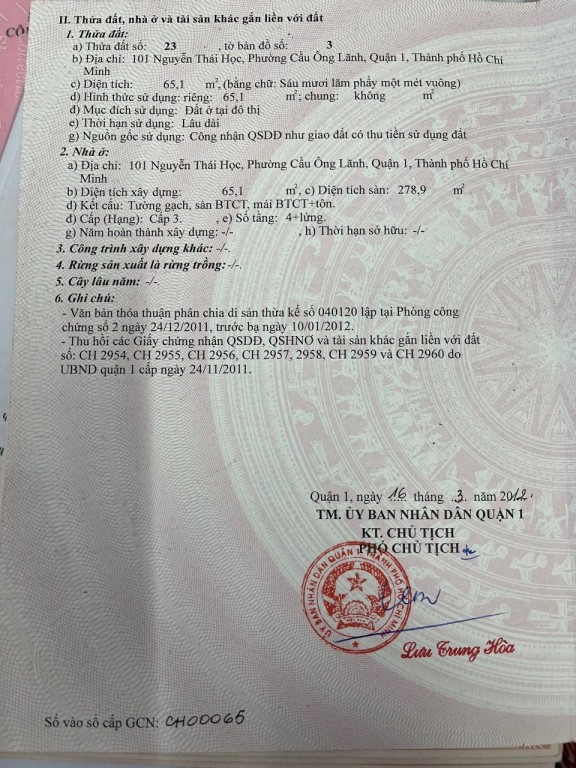 II. Thửa đất, nhà ở và tài sản khác gắn liền với đất
1. Thửa đất:
a) Thửa đất số: 23 , tờ bản đồ số: 3
b) Địa chỉ: 101 Nguyễn Thái Học, Phường Cầu Ông Lãnh, Quận 1, Thành phố Hồ Chí
Minh
c) Diện tích: 65,1 m², (bằng chữ: Sáu mươi lăm phẩy một mét vuông)
d) Hình thức sử dụng: riêng: 65,1 m²; chung: không m²
đ) Mục đích sử dụng: Đất ở tại đô thị
e) Thời hạn sử dụng: Lâu dài
g) Nguồn gốc sử dụng: Công nhận QSDĐ như giao đất có thu tiền sử dụng đất
2. Nhà ở:
a) Địa chỉ: 101 Nguyễn Thái Học, Phường Cầu Ông Lãnh, Quận 1, Thành phố Hồ Chí
Minh
b) Diện tích xây dựng: 65,1 m², c) Diện tích sàn: 278,9 m²
d) Kết cấu: Tường gạch, sàn BTCT, mái BTCT+tôn.
đ) Cấp (Hạng): Cấp 3. , e) Số tầng: 4+lửng.
g) Năm hoàn thành xây dựng: -/- , h) Thời hạn sở hữu: -/-
3. Công trình xây dựng khác: -/-.
4. Rừng sản xuất là rừng trồng:-/-.
5. Cây lâu năm: -/-.
6. Ghi chú:
- Văn bản thỏa thuận phân chia di sản thừa kế số 040120 lập tại Phòng công
chứng số 2 ngày 24/12/2011, trước bạ ngày 10/01/2012.
- Thu hồi các Giấy chứng nhận QSDĐ, QSHNO và tài sản khác gắn liền với đất
số: CH 2954, CH 2955, CH 2956, CH 2957, 2958, CH 2959 và CH 2960 do
UBND quận 1 cấp ngày 24/11/2011.
Quận 1, ngày 16 tháng 3. năm 2012.
TM. ỦY BAN NHÂN DÂN QUẬN 1
KT. CHỦ TỊCH
PHÓ CHỦ TỊCH
ỦY BAN NHÂN DÂN QUẬN 1 THÀNH PHỐ HỒ CHÍ MINH
Lưu Trung Hòa
Số vào sổ cấp GCN: CH00065